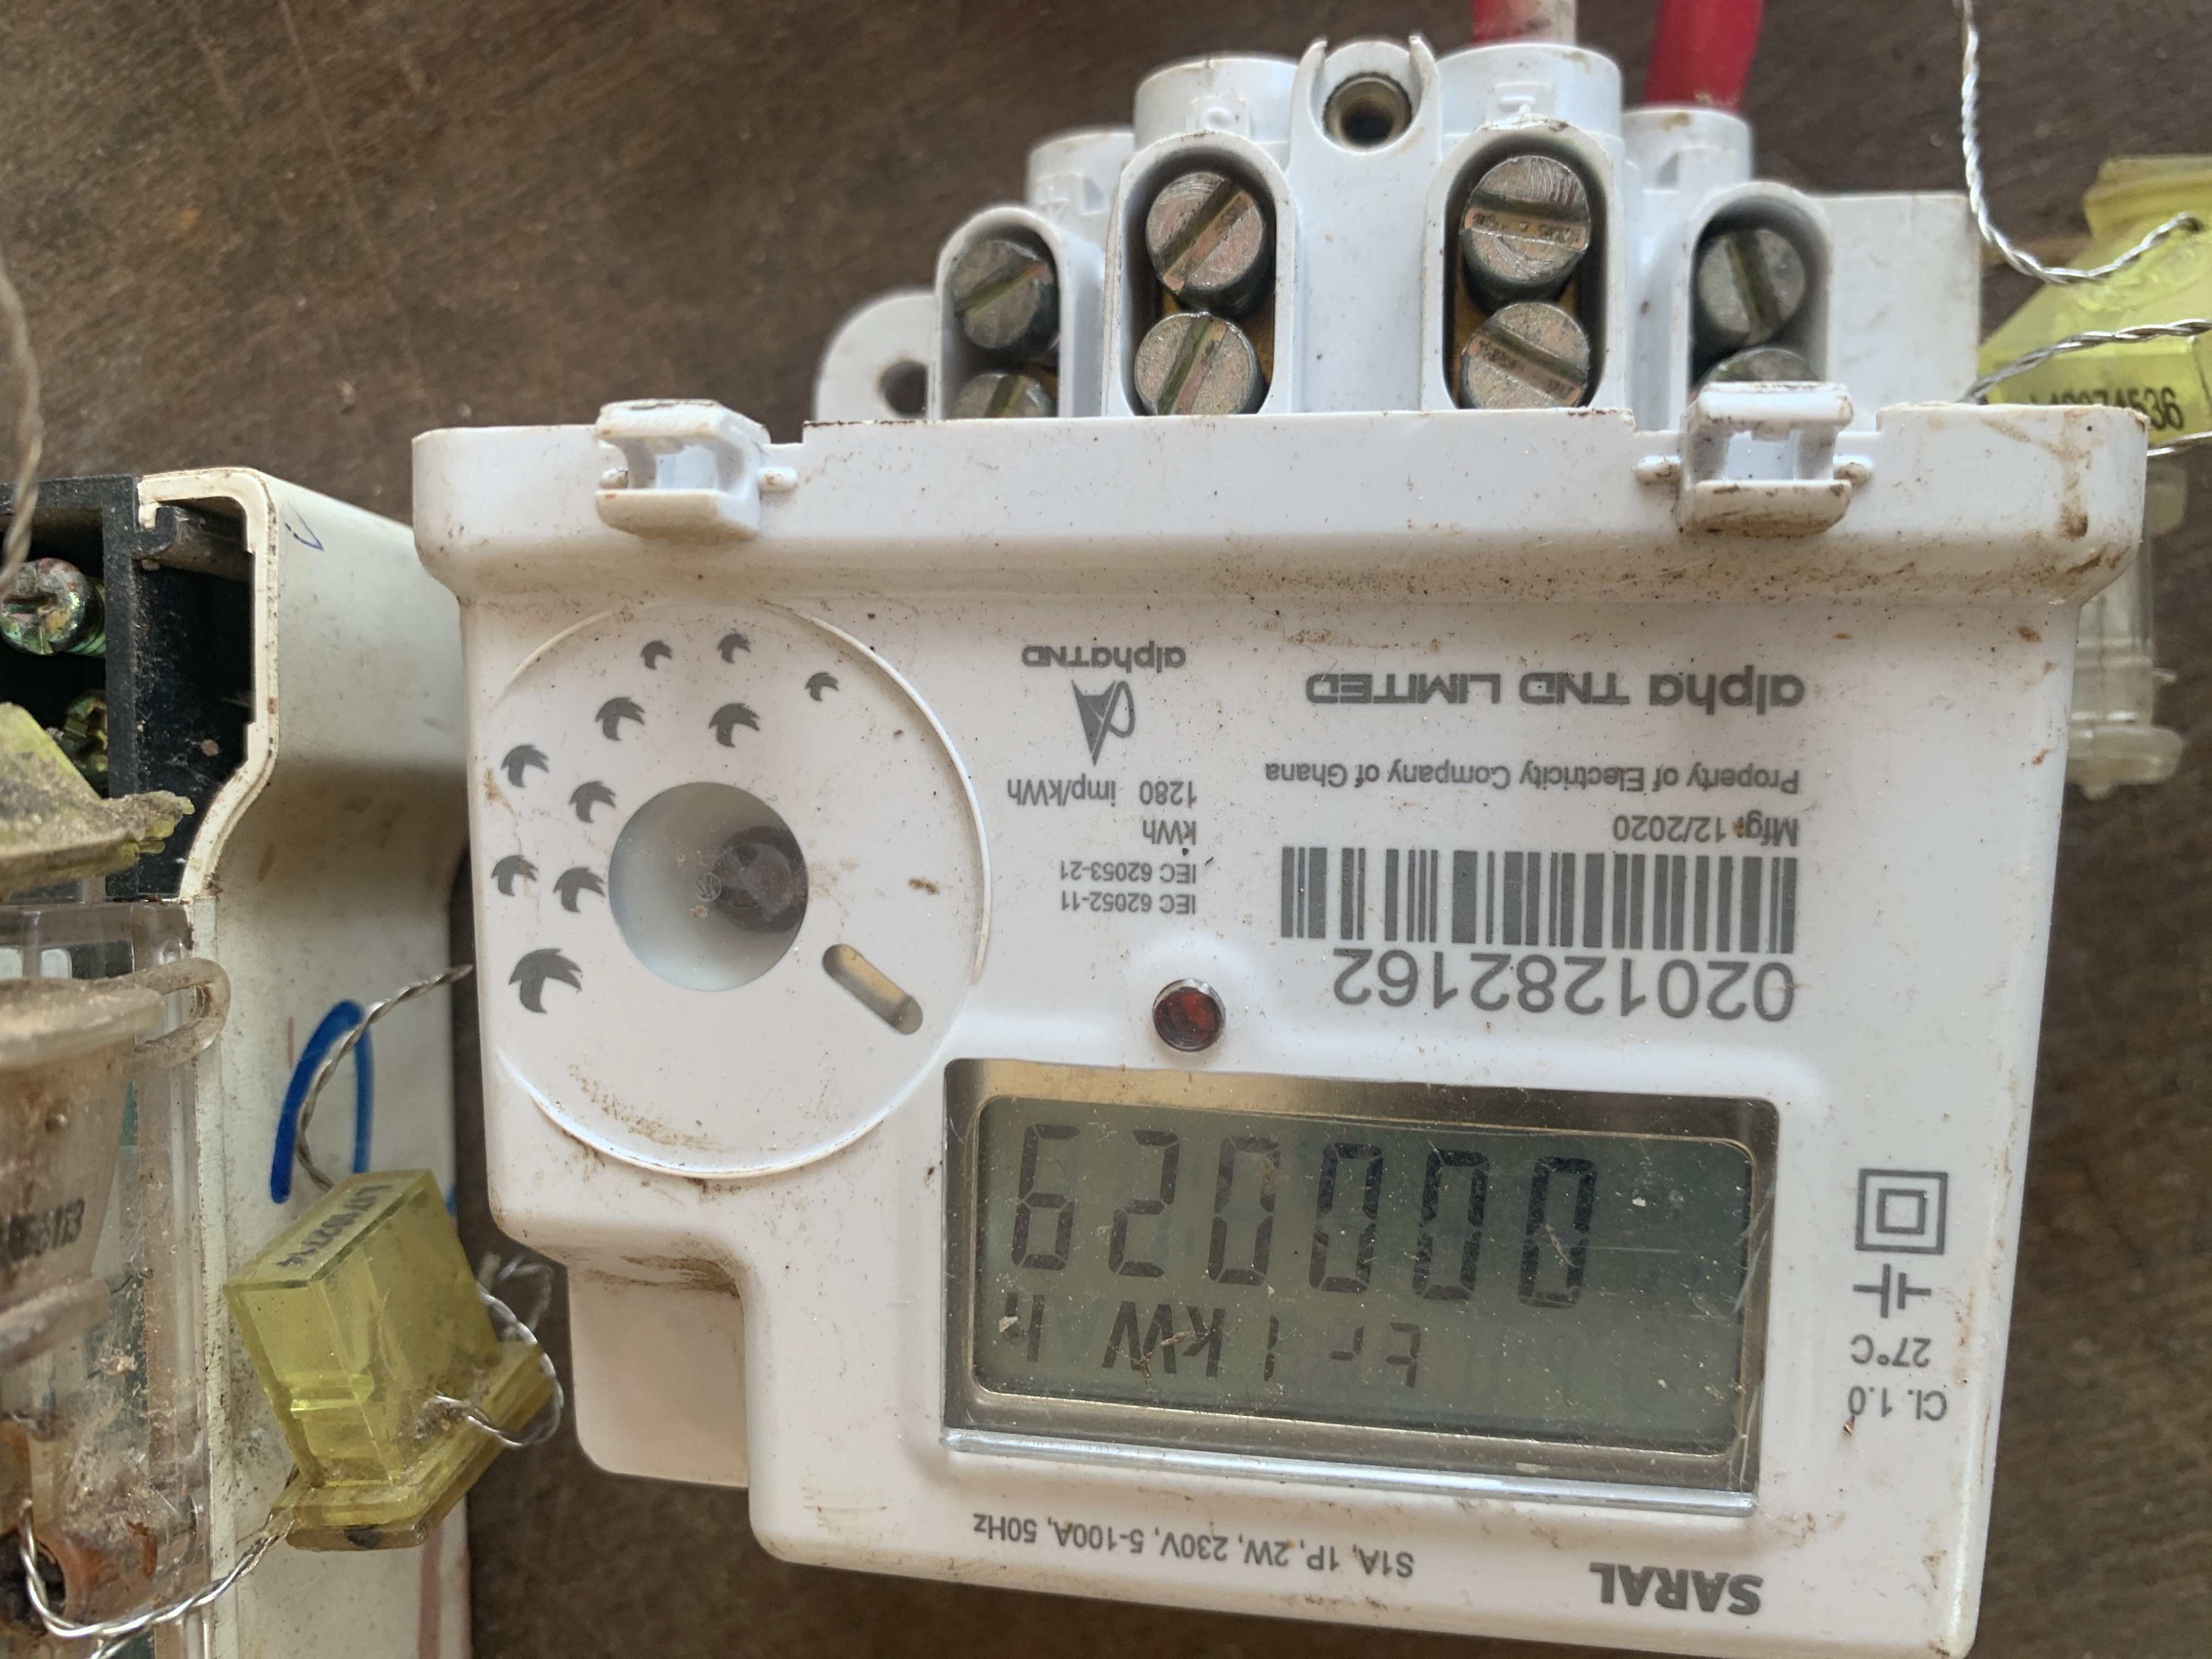 SARAL
S1A, 1P, 2W, 230V, 5-100A, 50Hz
Cl. 1.0
27°C
tr 1 kWh
000029
0201282162
Mfg. 12/2020
Property of Electricity Company of Ghana
alpha TND LIMITED
IEC 62052-11
IEC 62053-21
kWh
1280 imp/kWh
alphaTND